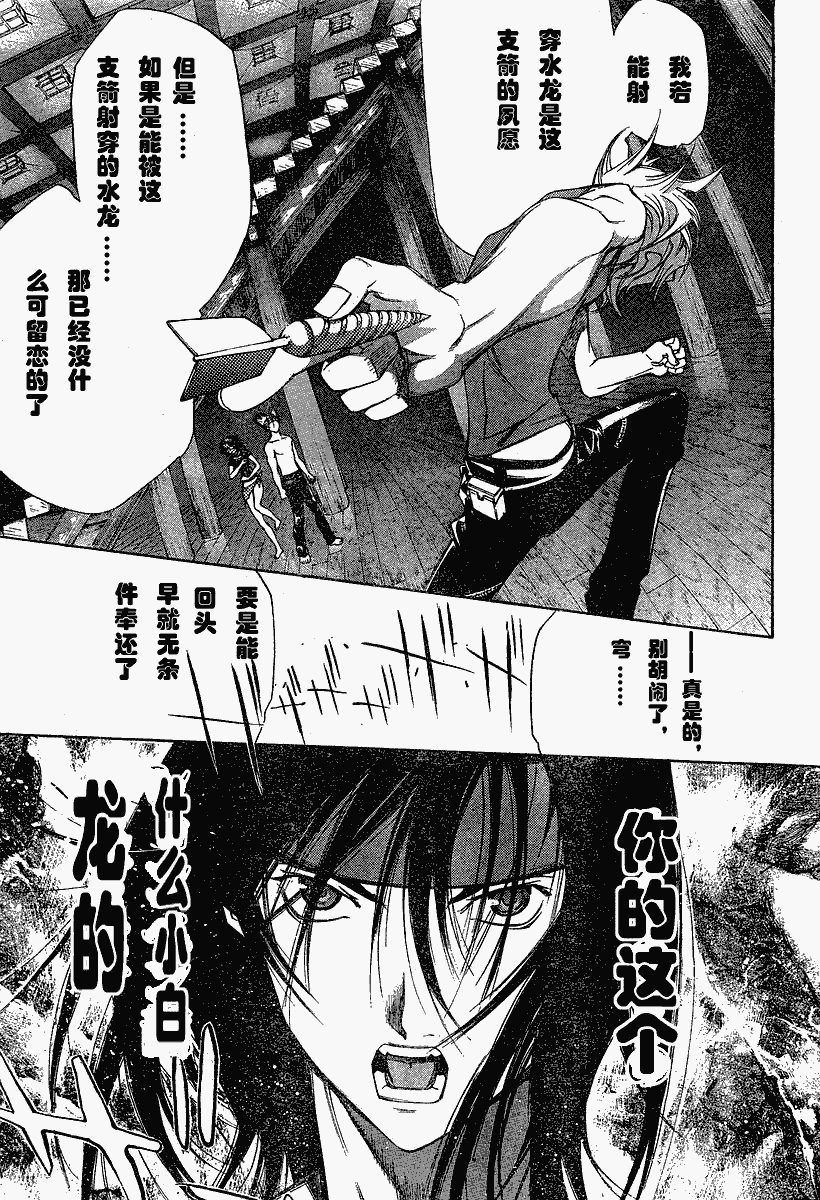 我若
能射
穿水龙是这
支箭的夙愿
但是……
如果是能被这
支箭射穿的水龙……
那已经没什
么可留恋的了
——真是的，
别胡闹了，
穹……
要是能
回头
早就无条
件奉还了
你的这个
什么小白
龙的